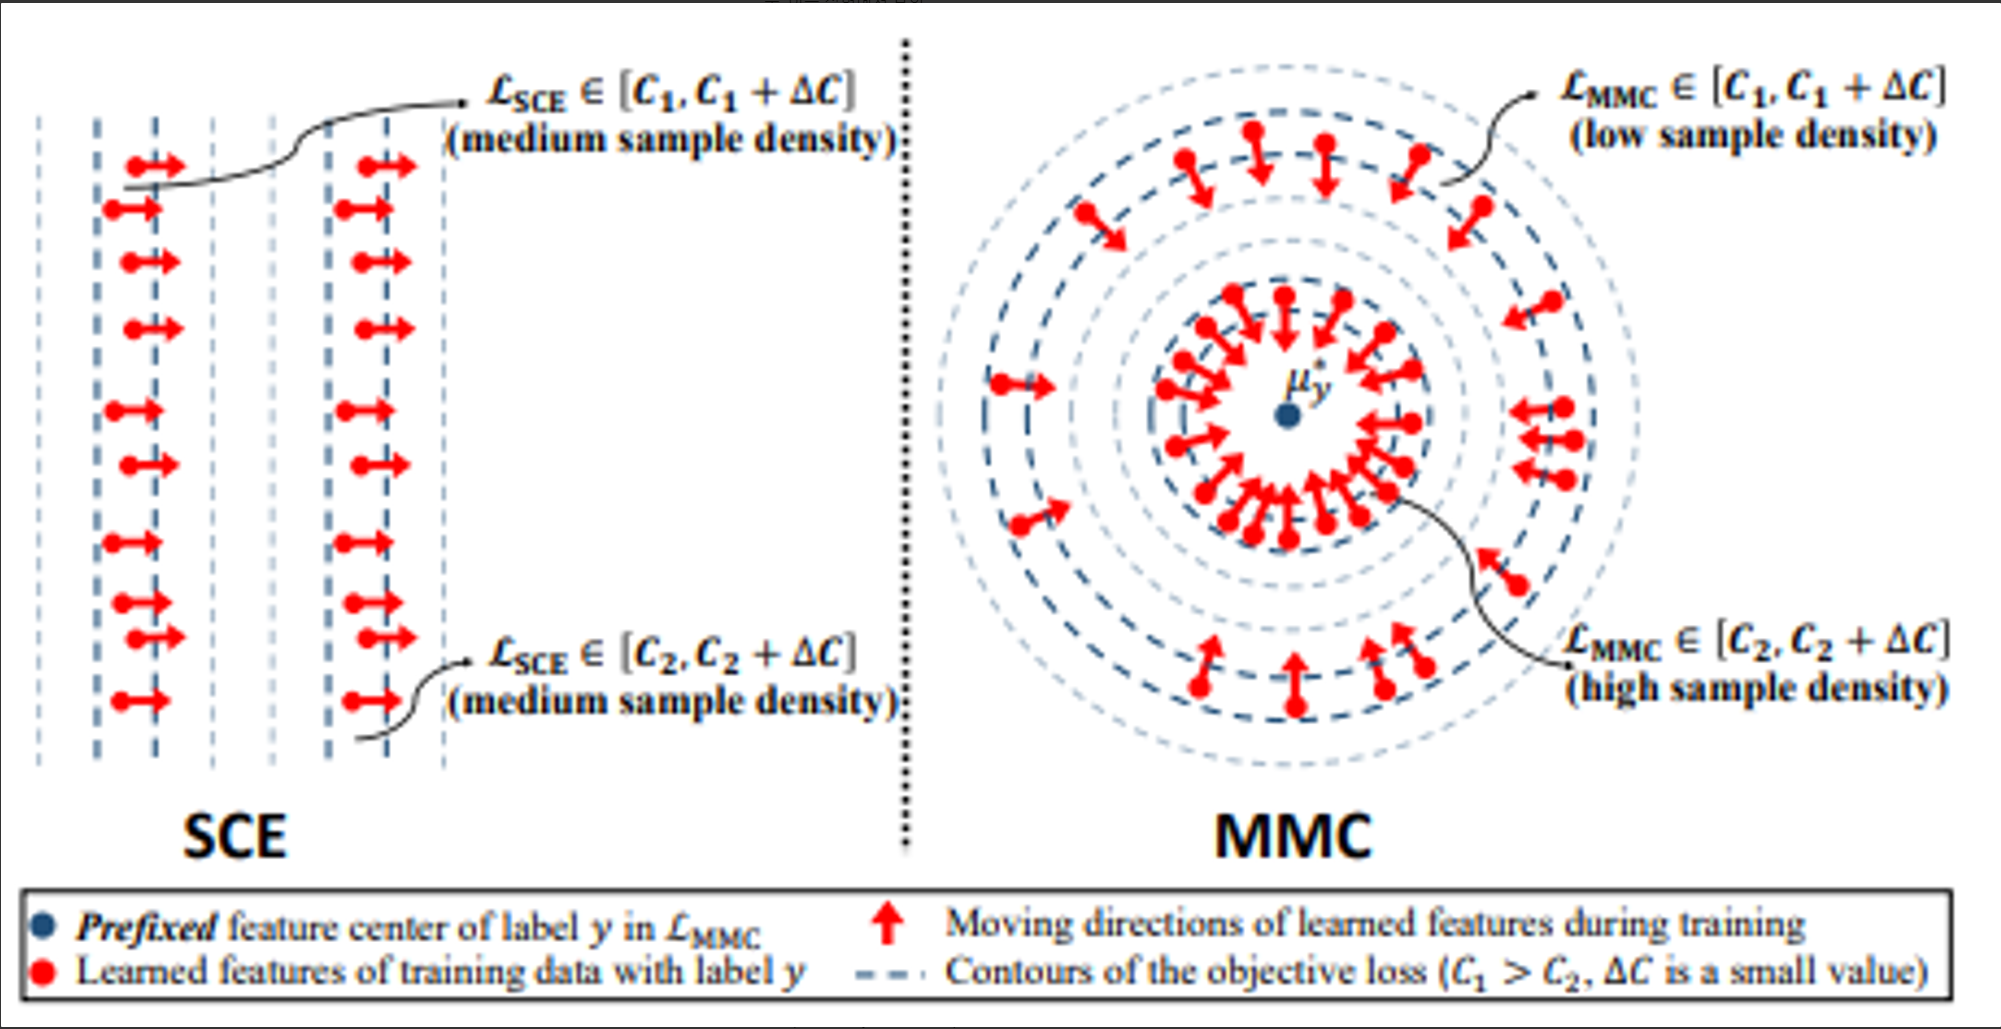 ℒSCE ∈ [C₁, C₁ + ΔC]
(medium sample density)
ℒSCE ∈ [C₂, C₂ + ΔC]
(medium sample density)
SCE
ℒMMC ∈ [C₁, C₁ + ΔC]
(low sample density)
μ*y
ℒMMC ∈ [C₂, C₂ + ΔC]
(high sample density)
MMC
Prefixed feature center of label y in ℒMMC
Learned features of training data with label y
Moving directions of learned features during training
Contours of the objective loss (C₁ > C₂, ΔC is a small value)